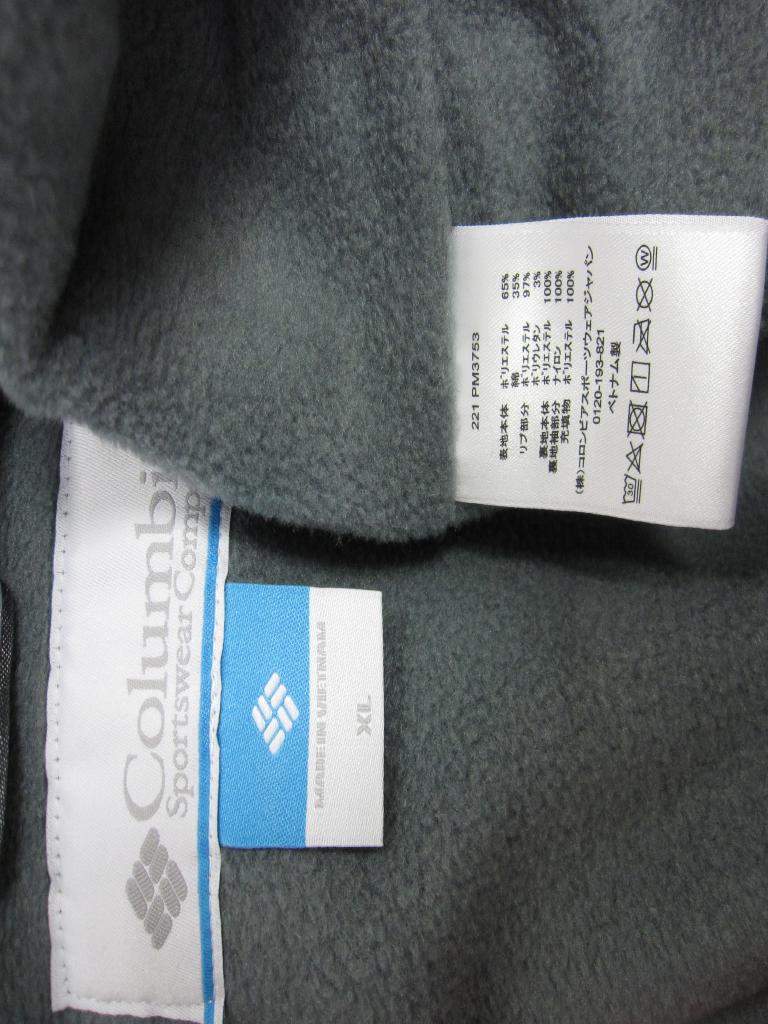 Columbi
Sportswear Comp
MADE IN VIETNAM
XL
221 PM3753
表地本体 ポリエステル 65%
綿 35%
リブ部分 ポリエステル 97%
ポリウレタン 3%
裏地本体 ポリエステル 100%
裏地袖部分 ナイロン 100%
充填物 ポリエステル 100%
(株)コロンビアスポーツウェアジャパン
0120-193-821
ベトナム製
30
W